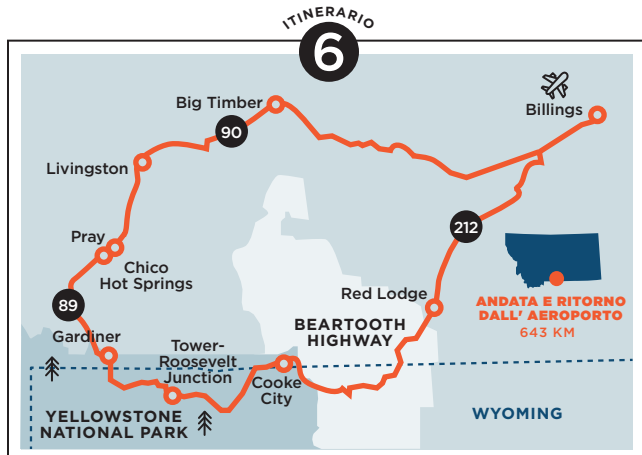 ITINERARIO
6
Big Timber
Billings
90
Livingston
212
Pray
Chico
Hot Springs
89
Red Lodge
ANDATA E RITORNO
DALL' AEROPORTO
643 KM
BEARTOOTH
HIGHWAY
Gardiner
Tower-
Roosevelt
Junction
Cooke
City
YELLOWSTONE
NATIONAL PARK
WYOMING